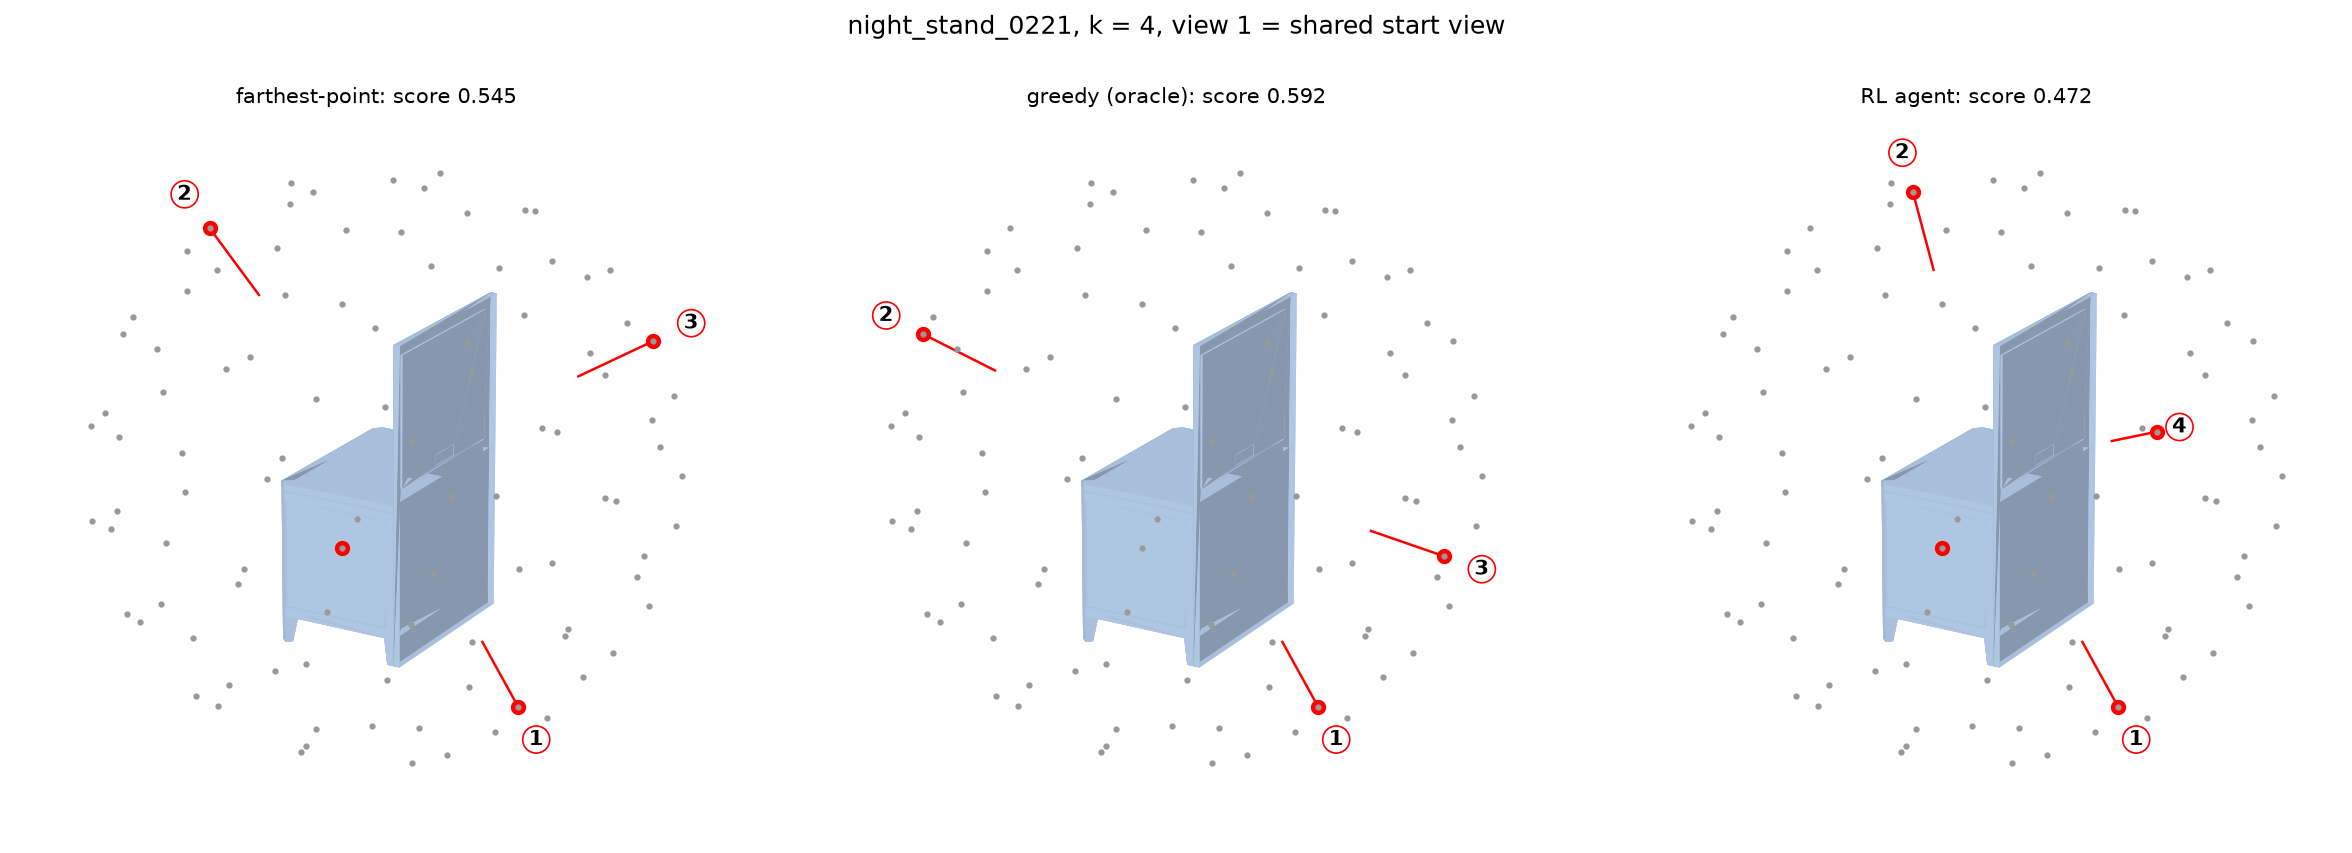 night_stand_0221, k = 4, view 1 = shared start view
farthest-point: score 0.545
2
3
1
greedy (oracle): score 0.592
2
3
1
RL agent: score 0.472
2
4
1